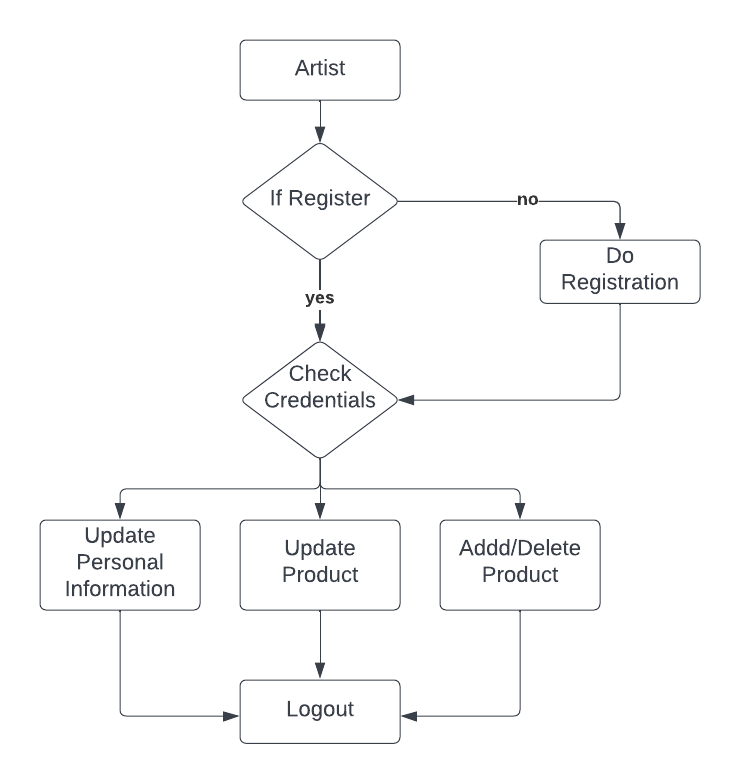 Artist
If Register
no
Do
Registration
yes
Check
Credentials
Update
Personal
Information
Update
Product
Addd/Delete
Product
Logout